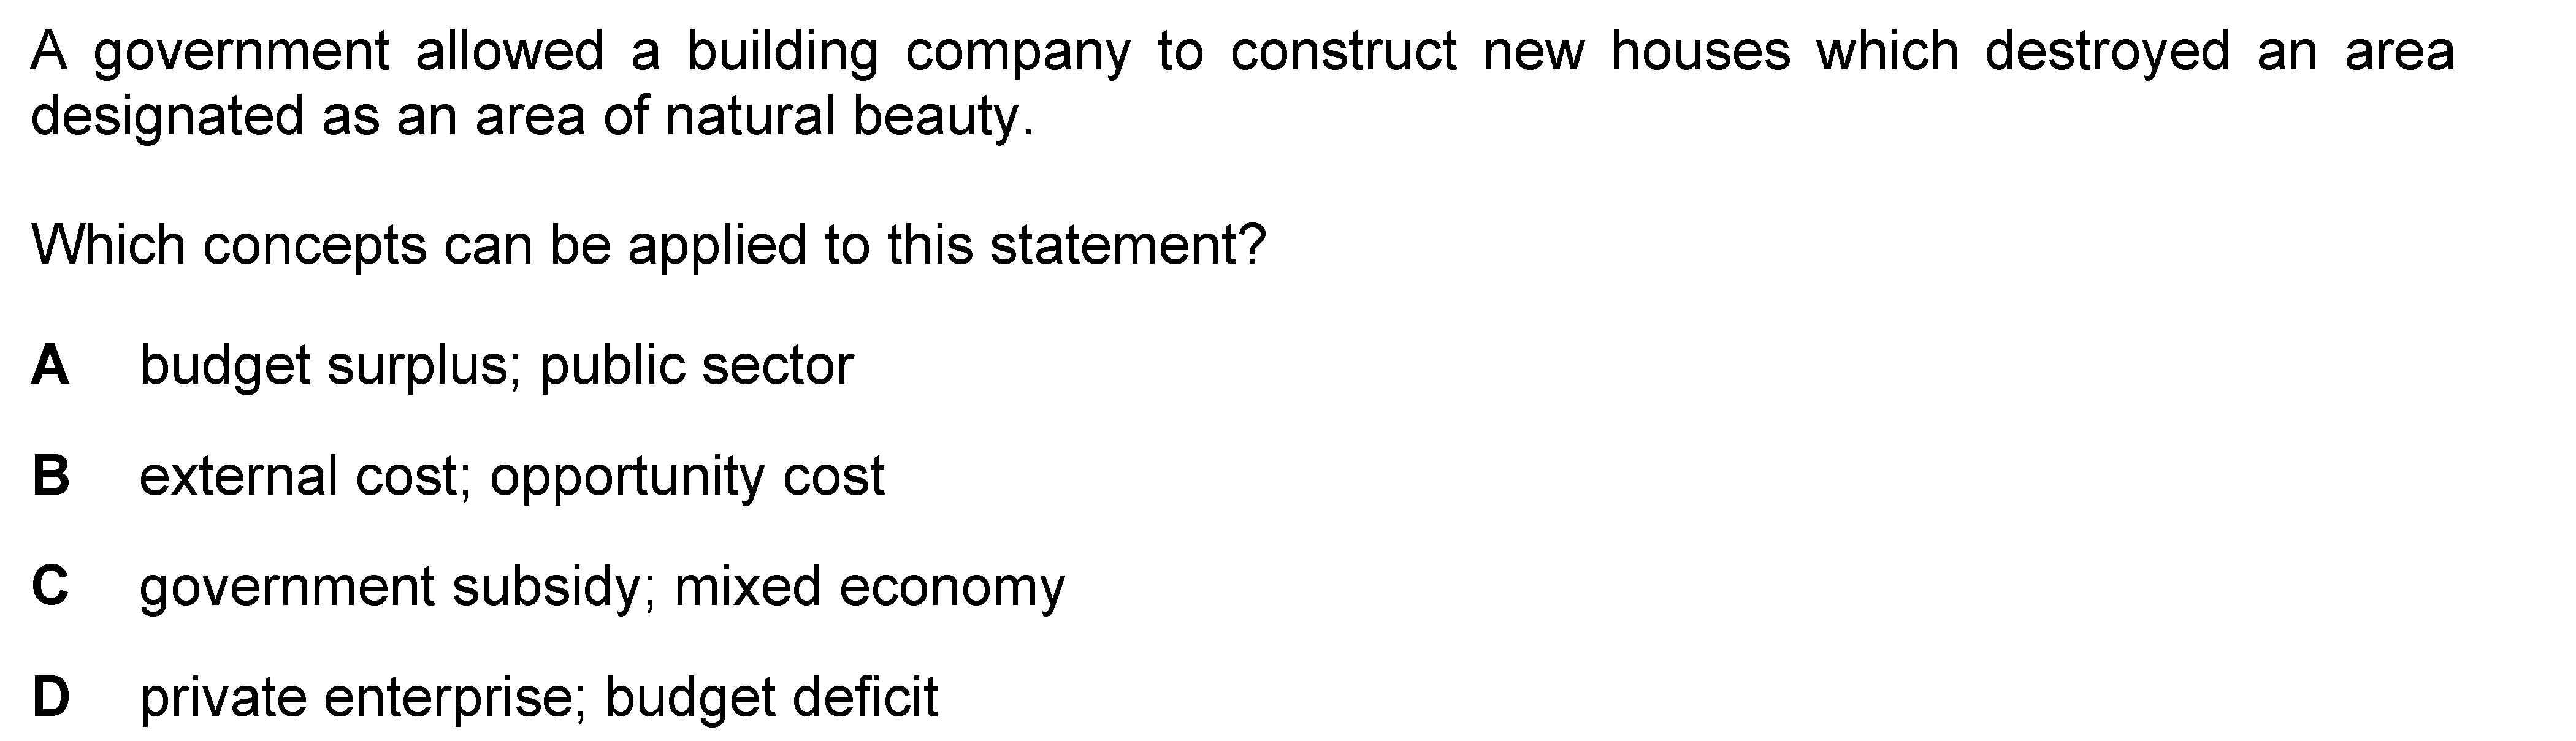 A government allowed a building company to construct new houses which destroyed an area
designated as an area of natural beauty.
Which concepts can be applied to this statement?
A budget surplus; public sector
B external cost; opportunity cost
C government subsidy; mixed economy
D private enterprise; budget deficit